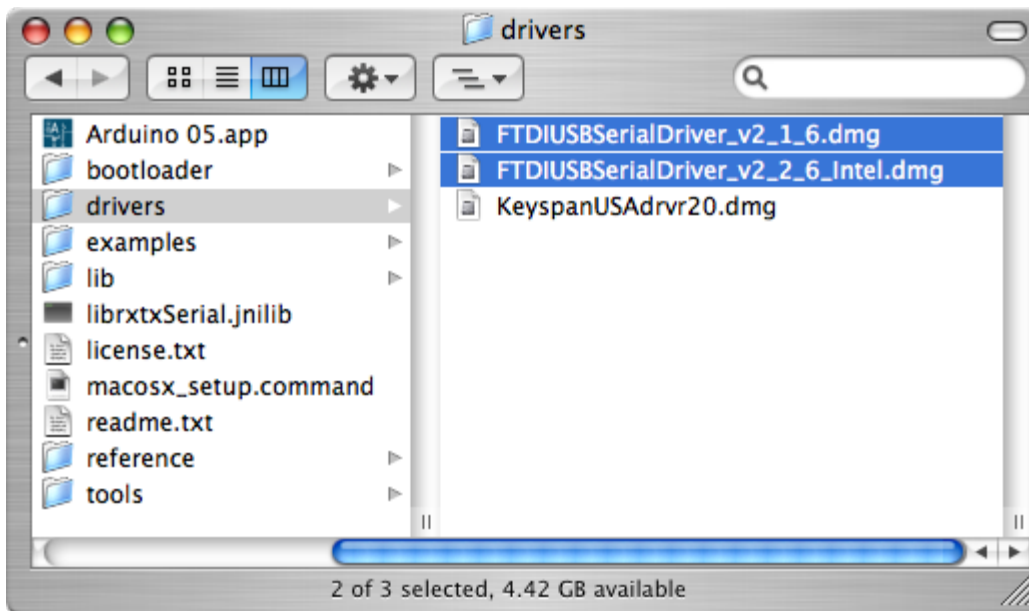 drivers
Arduino 05.app
bootloader
drivers
examples
lib
librxtxSerial.jnilib
license.txt
macosx_setup.command
readme.txt
reference
tools
FTDIUSBSerialDriver_v2_1_6.dmg
FTDIUSBSerialDriver_v2_2_6_Intel.dmg
KeyspanUSAdrvr20.dmg
2 of 3 selected, 4.42 GB available